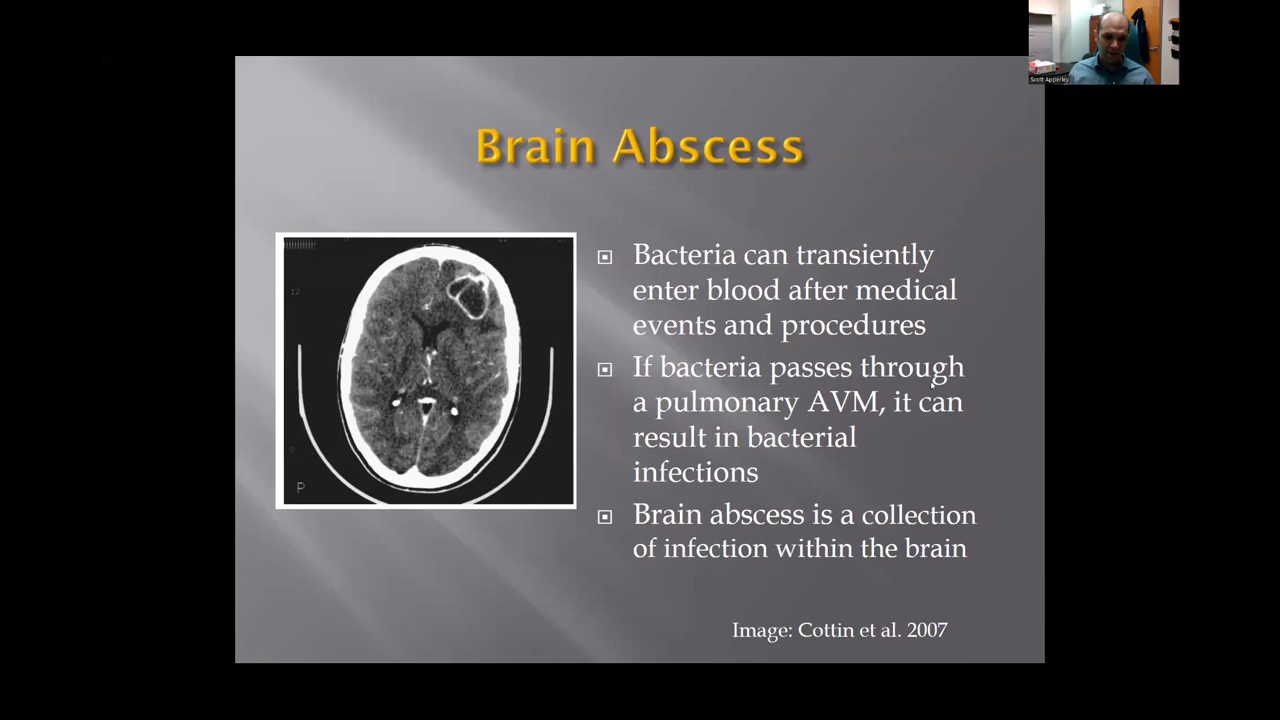 Scott Apperley
Brain Abscess
Bacteria can transiently
enter blood after medical
events and procedures
If bacteria passes through
a pulmonary AVM, it can
result in bacterial
infections
Brain abscess is a collection
of infection within the brain
P
Image: Cottin et al. 2007